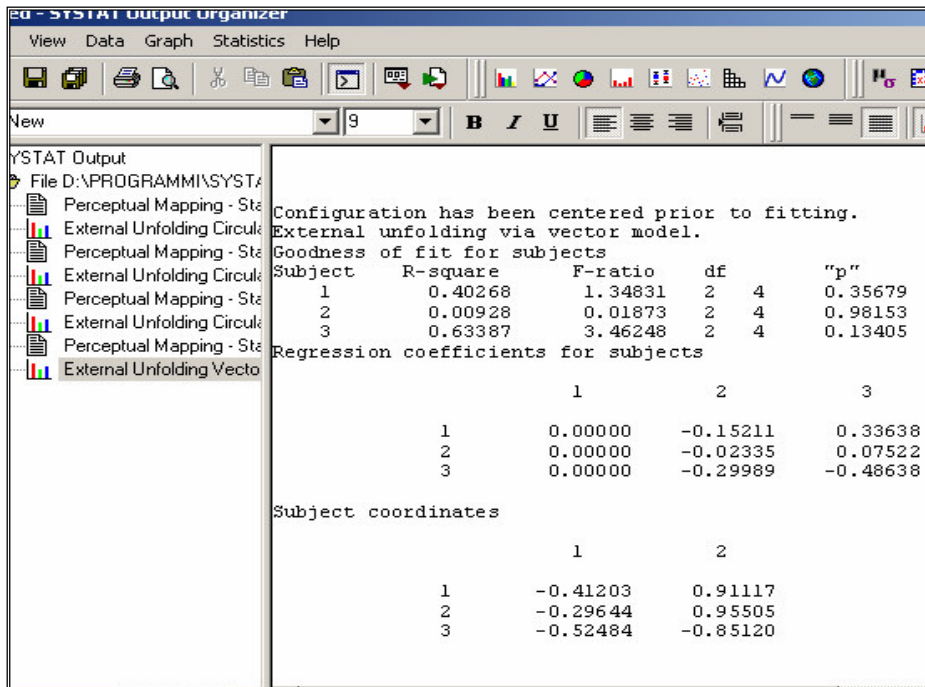 ed - SYSTAT Output Organizer
View Data Graph Statistics Help
New 9 B I U
YSTAT Output
File D:\PROGRAMMI\SYSTA
Perceptual Mapping - Sta
External Unfolding Circula
Perceptual Mapping - Sta
External Unfolding Circula
Perceptual Mapping - Sta
External Unfolding Circula
Perceptual Mapping - Sta
External Unfolding Vecto
Configuration has been centered prior to fitting.
External unfolding via vector model.
Goodness of fit for subjects
Subject R-square F-ratio df "p"
1 0.40268 1.34831 2 4 0.35679
2 0.00928 0.01873 2 4 0.98153
3 0.63387 3.46248 2 4 0.13405
Regression coefficients for subjects
1 2 3
1 0.00000 -0.15211 0.33638
2 0.00000 -0.02335 0.07522
3 0.00000 -0.29989 -0.48638
Subject coordinates
1 2
1 -0.41203 0.91117
2 -0.29644 0.95505
3 -0.52484 -0.85120